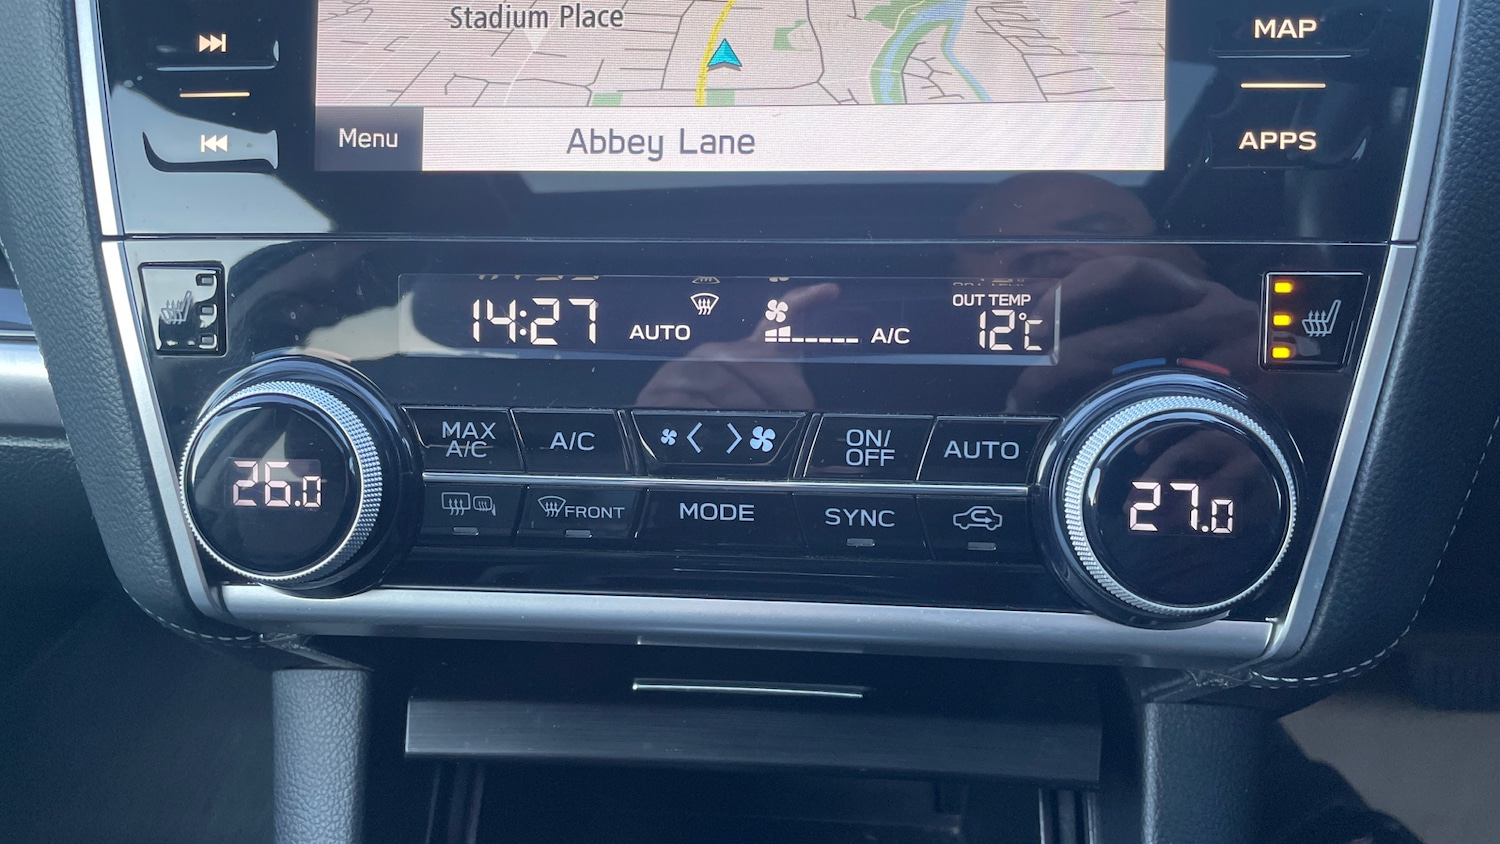 Stadium Place
MAP
Menu
Abbey Lane
APPS
14:27
AUTO
A/C
OUT TEMP
12°C
26.0
MAX
A/C
A/C
ON/
OFF
AUTO
27.0
FRONT
MODE
SYNC